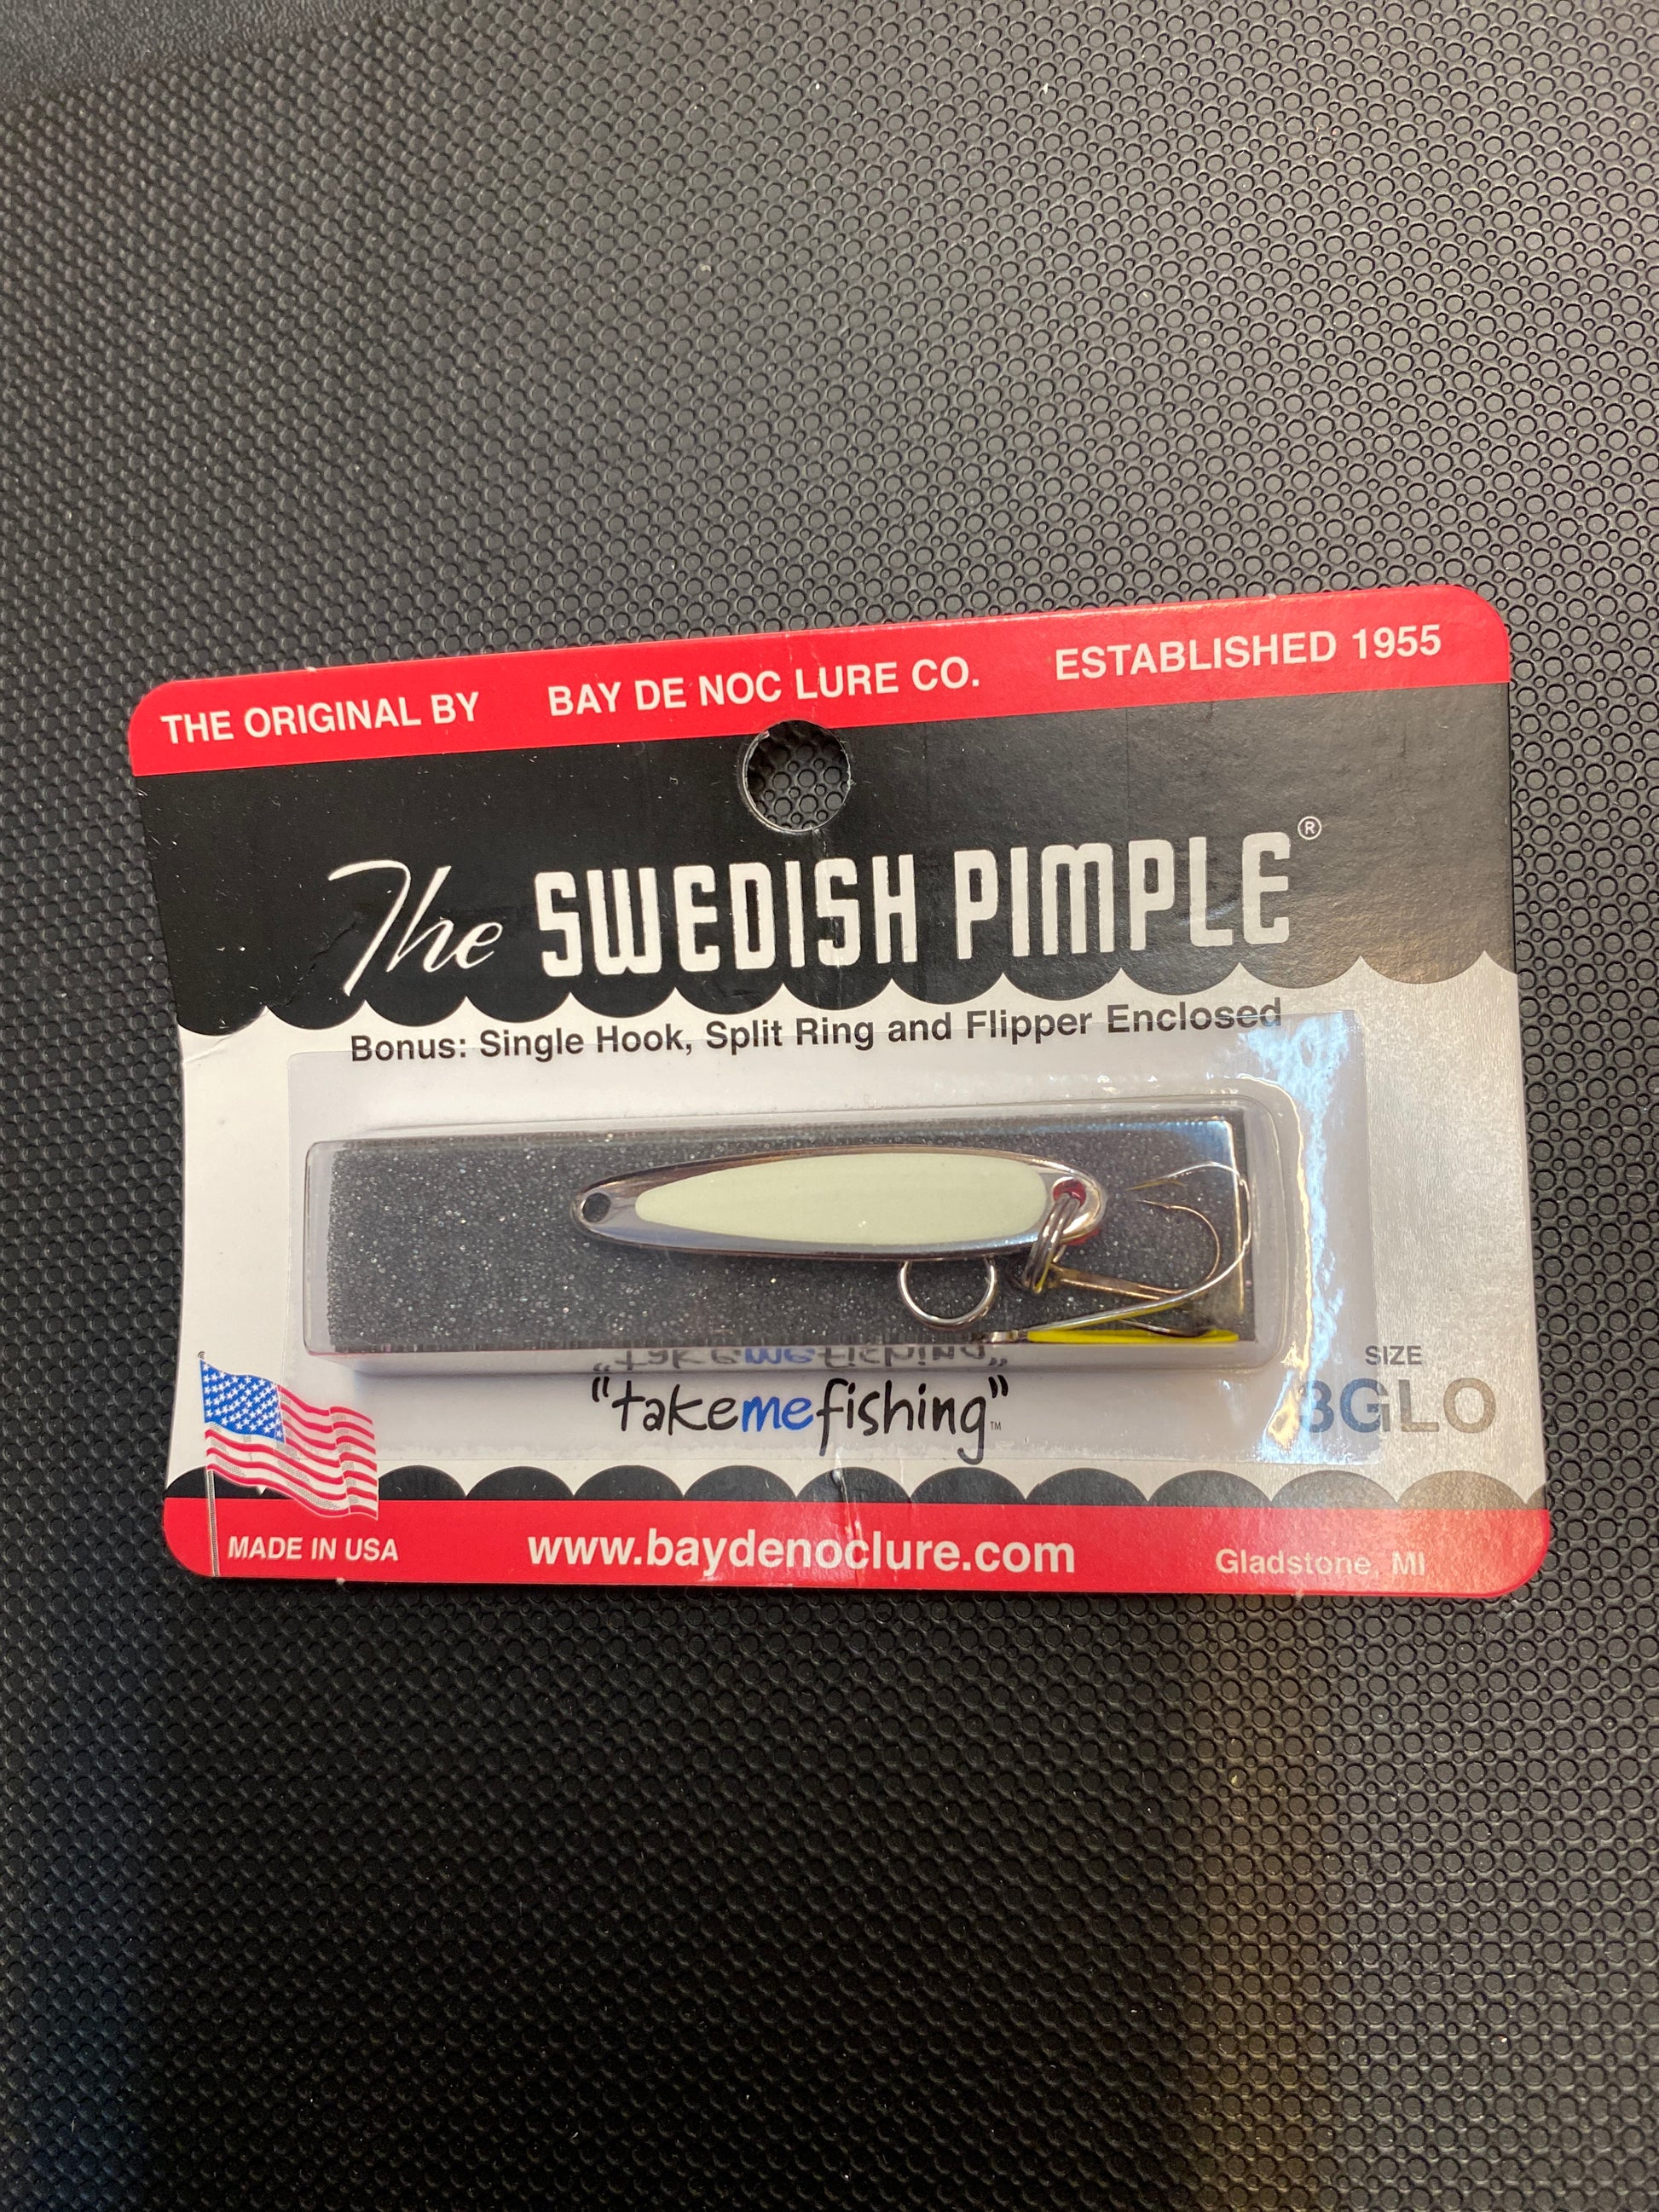 THE ORIGINAL BY BAY DE NOC LURE CO. ESTABLISHED 1955
The SWEDISH PIMPLE®
Bonus: Single Hook, Split Ring and Flipper Enclosed
"takemefishing"™
SIZE
3GLO
MADE IN USA
www.baydenoclure.com
Gladstone, MI